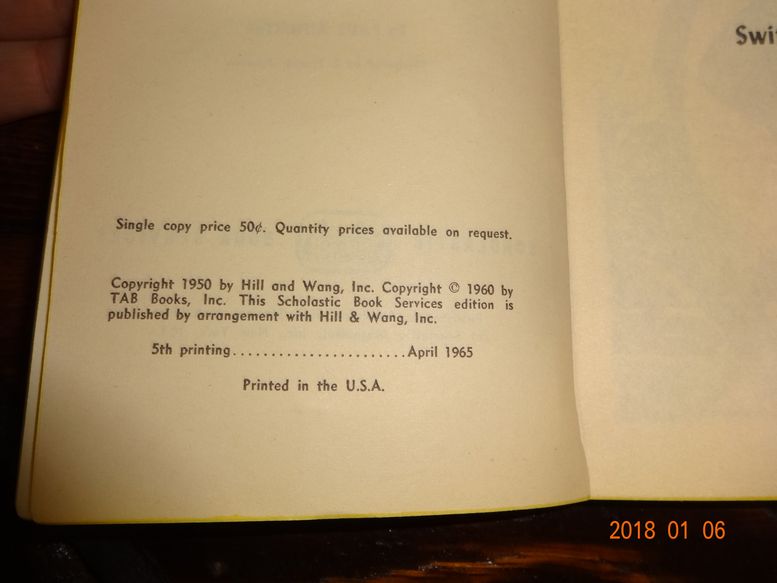 Swi
Single copy price 50¢. Quantity prices available on request.
Copyright 1950 by Hill and Wang, Inc. Copyright © 1960 by
TAB Books, Inc. This Scholastic Book Services edition is
published by arrangement with Hill & Wang, Inc.
5th printing.......................April 1965
Printed in the U.S.A.
2018 01 06